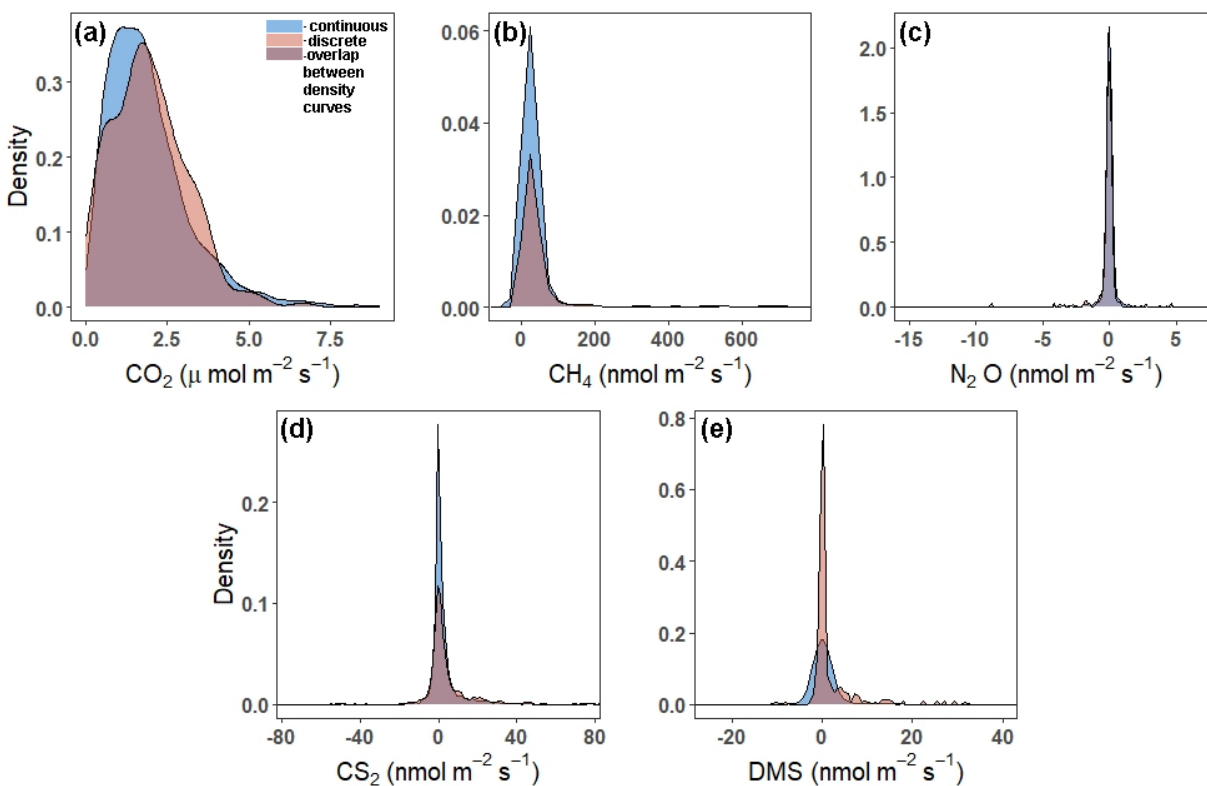 (a)
- continuous
- discrete
-overlap
between
density
curves
Density
0.3
0.2
0.1
0.0
0.0 2.5 5.0 7.5
CO₂ (μ mol m⁻² s⁻¹)
(b)
0.06
0.04
0.02
0.00
0 200 400 600
CH₄ (nmol m⁻² s⁻¹)
(c)
2.0
1.5
1.0
0.5
0.0
-15 -10 -5 0 5
N₂ O (nmol m⁻² s⁻¹)
(d)
Density
0.2
0.1
0.0
-80 -40 0 40 80
CS₂ (nmol m⁻² s⁻¹)
(e)
0.8
0.6
0.4
0.2
0.0
-20 0 20 40
DMS (nmol m⁻² s⁻¹)